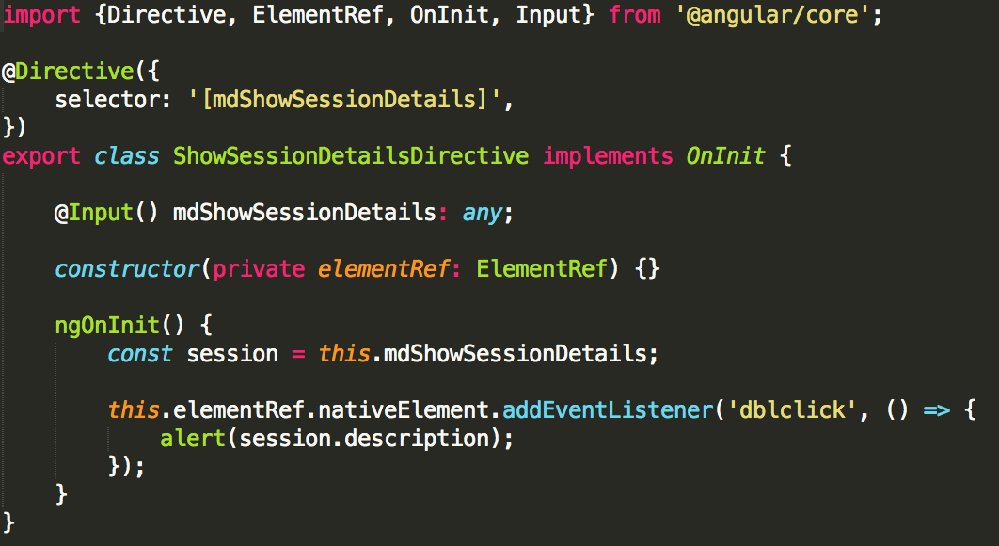 import {Directive, ElementRef, OnInit, Input} from '@angular/core';
@Directive({
    selector: '[mdShowSessionDetails]',
})
export class ShowSessionDetailsDirective implements OnInit {
    @Input() mdShowSessionDetails: any;
    constructor(private elementRef: ElementRef) {}
    ngOnInit() {
        const session = this.mdShowSessionDetails;
        this.elementRef.nativeElement.addEventListener('dblclick', () => {
            alert(session.description);
        });
    }
}